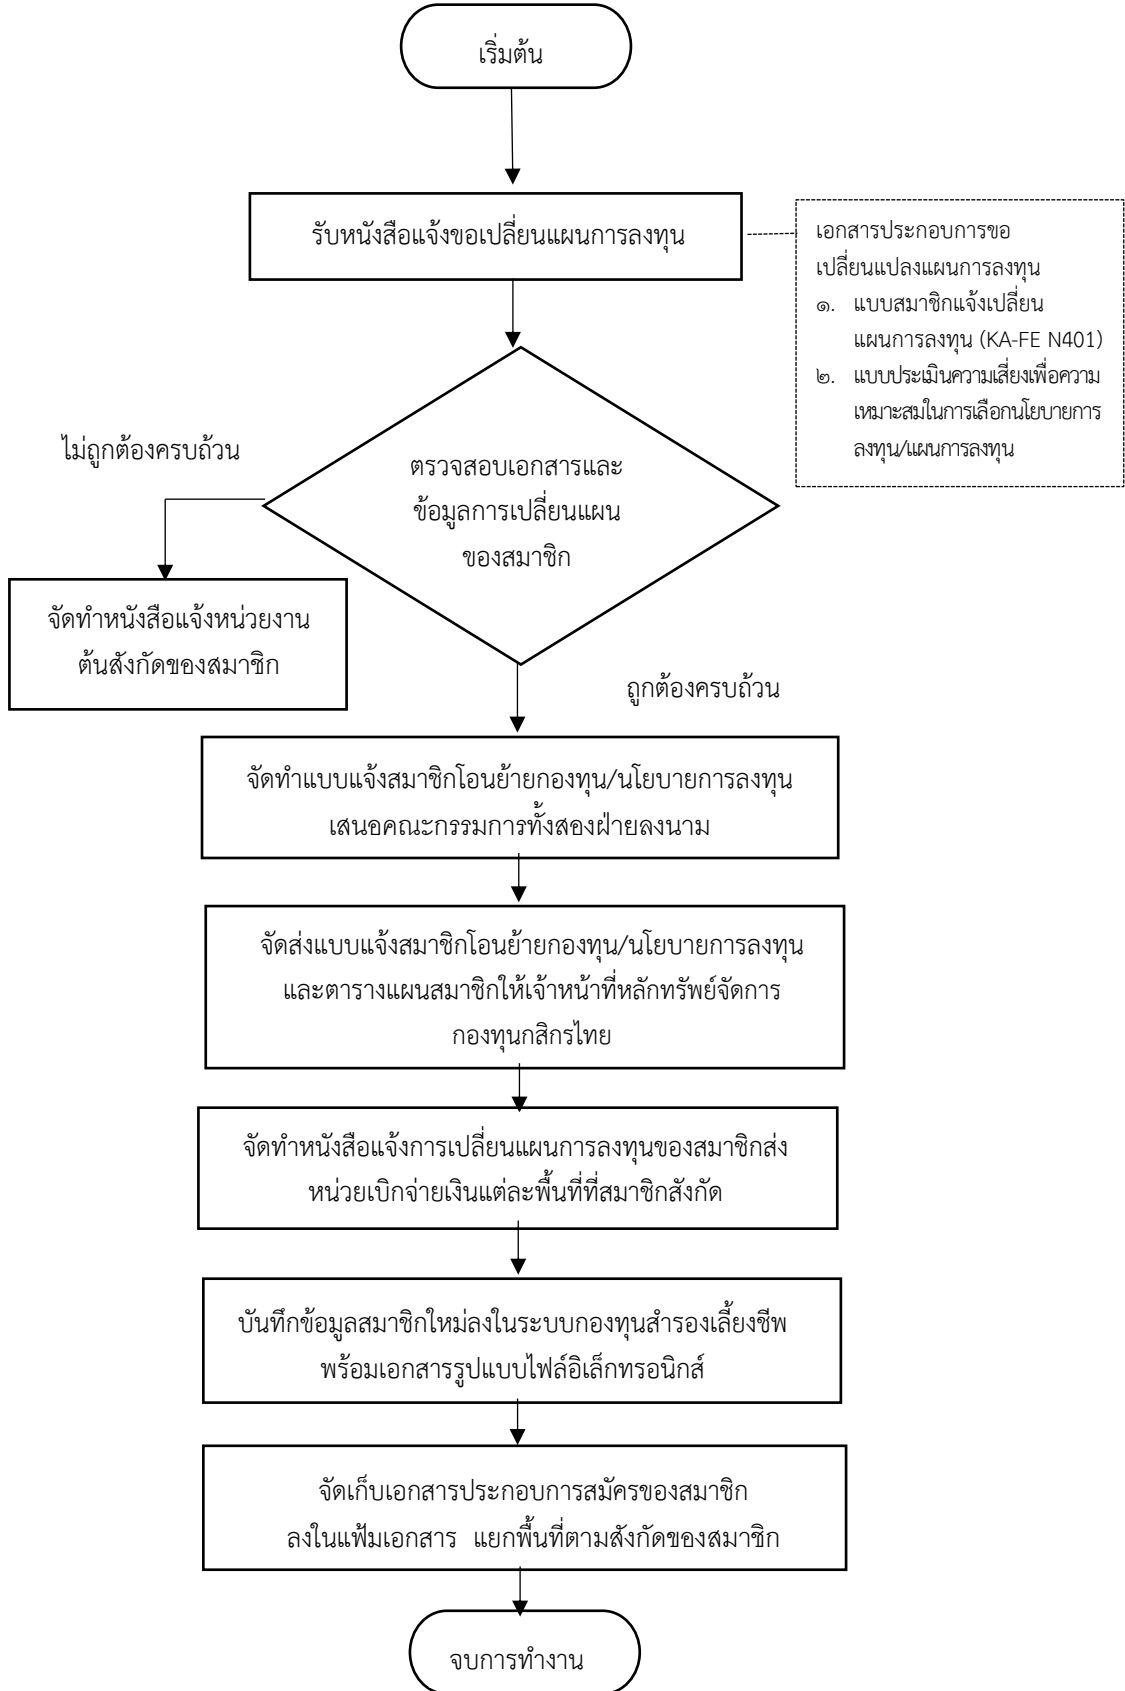 เริ่มต้น
รับหนังสือแจ้งขอเปลี่ยนแผนการลงทุน
เอกสารประกอบการขอ
เปลี่ยนแปลงแผนการลงทุน
๑. แบบสมาชิกแจ้งเปลี่ยน
แผนการลงทุน (KA-FE N401)
๒. แบบประเมินความเสี่ยงเพื่อความ
เหมาะสมในการเลือกนโยบายการ
ลงทุน/แผนการลงทุน
ไม่ถูกต้องครบถ้วน
ตรวจสอบเอกสารและ
ข้อมูลการเปลี่ยนแผน
ของสมาชิก
จัดทำหนังสือแจ้งหน่วยงาน
ต้นสังกัดของสมาชิก
ถูกต้องครบถ้วน
จัดทำแบบแจ้งสมาชิกโอนย้ายกองทุน/นโยบายการลงทุน
เสนอคณะกรรมการทั้งสองฝ่ายลงนาม
จัดส่งแบบแจ้งสมาชิกโอนย้ายกองทุน/นโยบายการลงทุน
และตารางแผนสมาชิกให้เจ้าหน้าที่หลักทรัพย์จัดการ
กองทุนกสิกรไทย
จัดทำหนังสือแจ้งการเปลี่ยนแผนการลงทุนของสมาชิกส่ง
หน่วยเบิกจ่ายเงินแต่ละพื้นที่ที่สมาชิกสังกัด
บันทึกข้อมูลสมาชิกใหม่ลงในระบบกองทุนสำรองเลี้ยงชีพ
พร้อมเอกสารรูปแบบไฟล์อิเล็กทรอนิกส์
จัดเก็บเอกสารประกอบการสมัครของสมาชิก
ลงในแฟ้มเอกสาร แยกพื้นที่ตามสังกัดของสมาชิก
จบการทำงาน